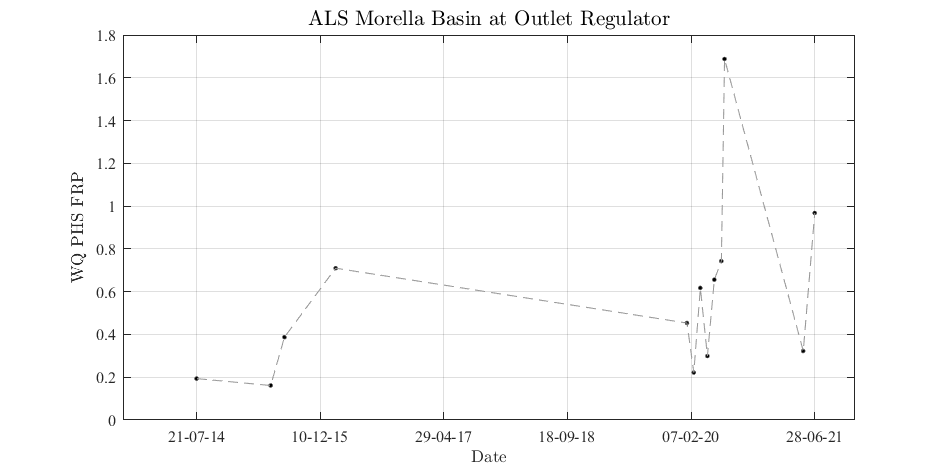 ALS Morella Basin at Outlet Regulator
1.8
1.6
1.4
1.2
1
0.8
0.6
0.4
0.2
0
WQ PHS FRP
21-07-14 10-12-15 29-04-17 18-09-18 07-02-20 28-06-21
Date